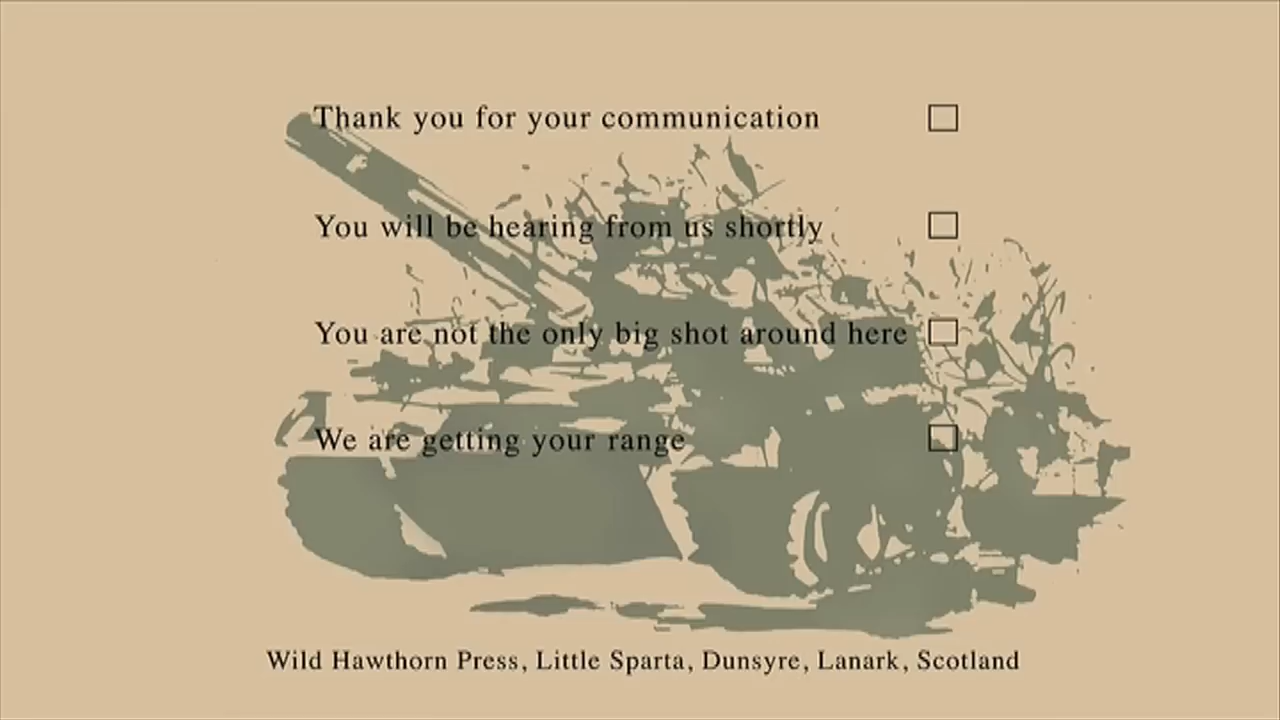 Thank you for your communication
You will be hearing from us shortly
You are not the only big shot around here
We are getting your range
Wild Hawthorn Press, Little Sparta, Dunsyre, Lanark, Scotland